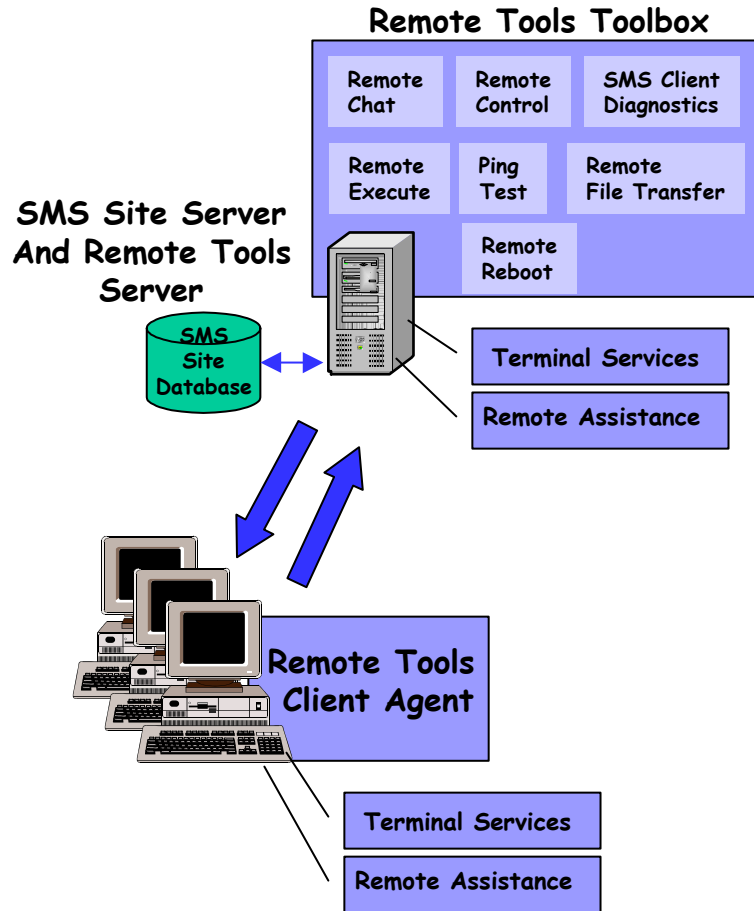 Remote Tools Toolbox
Remote
Chat
Remote
Control
SMS Client
Diagnostics
Remote
Execute
Ping
Test
Remote
File Transfer
Remote
Reboot
SMS Site Server
And Remote Tools
Server
SMS
Site
Database
Terminal Services
Remote Assistance
Remote Tools
Client Agent
Terminal Services
Remote Assistance